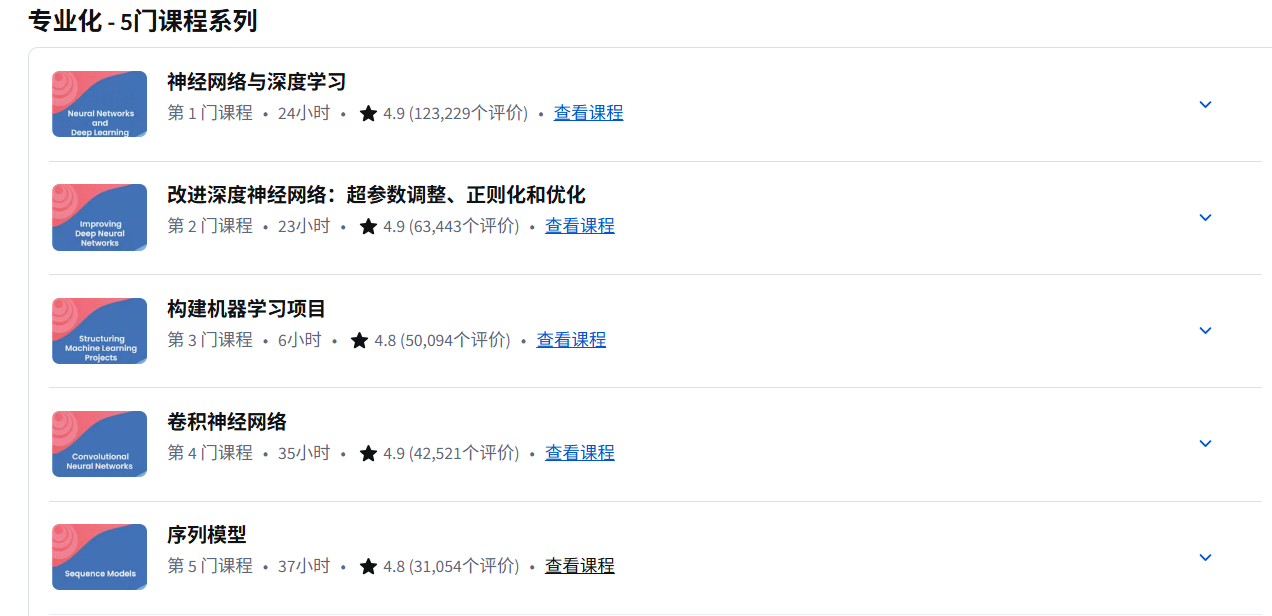 专业化 - 5门课程系列
Neural Networks
and
Deep Learning
神经网络与深度学习
第 1 门课程 • 24小时 • ★ 4.9 (123,229个评价) • 查看课程
Improving
Deep Neural
Networks
改进深度神经网络：超参数调整、正则化和优化
第 2 门课程 • 23小时 • ★ 4.9 (63,443个评价) • 查看课程
Structuring
Machine Learning
Projects
构建机器学习项目
第 3 门课程 • 6小时 • ★ 4.8 (50,094个评价) • 查看课程
Convolutional
Neural Networks
卷积神经网络
第 4 门课程 • 35小时 • ★ 4.9 (42,521个评价) • 查看课程
Sequence Models
序列模型
第 5 门课程 • 37小时 • ★ 4.8 (31,054个评价) • 查看课程